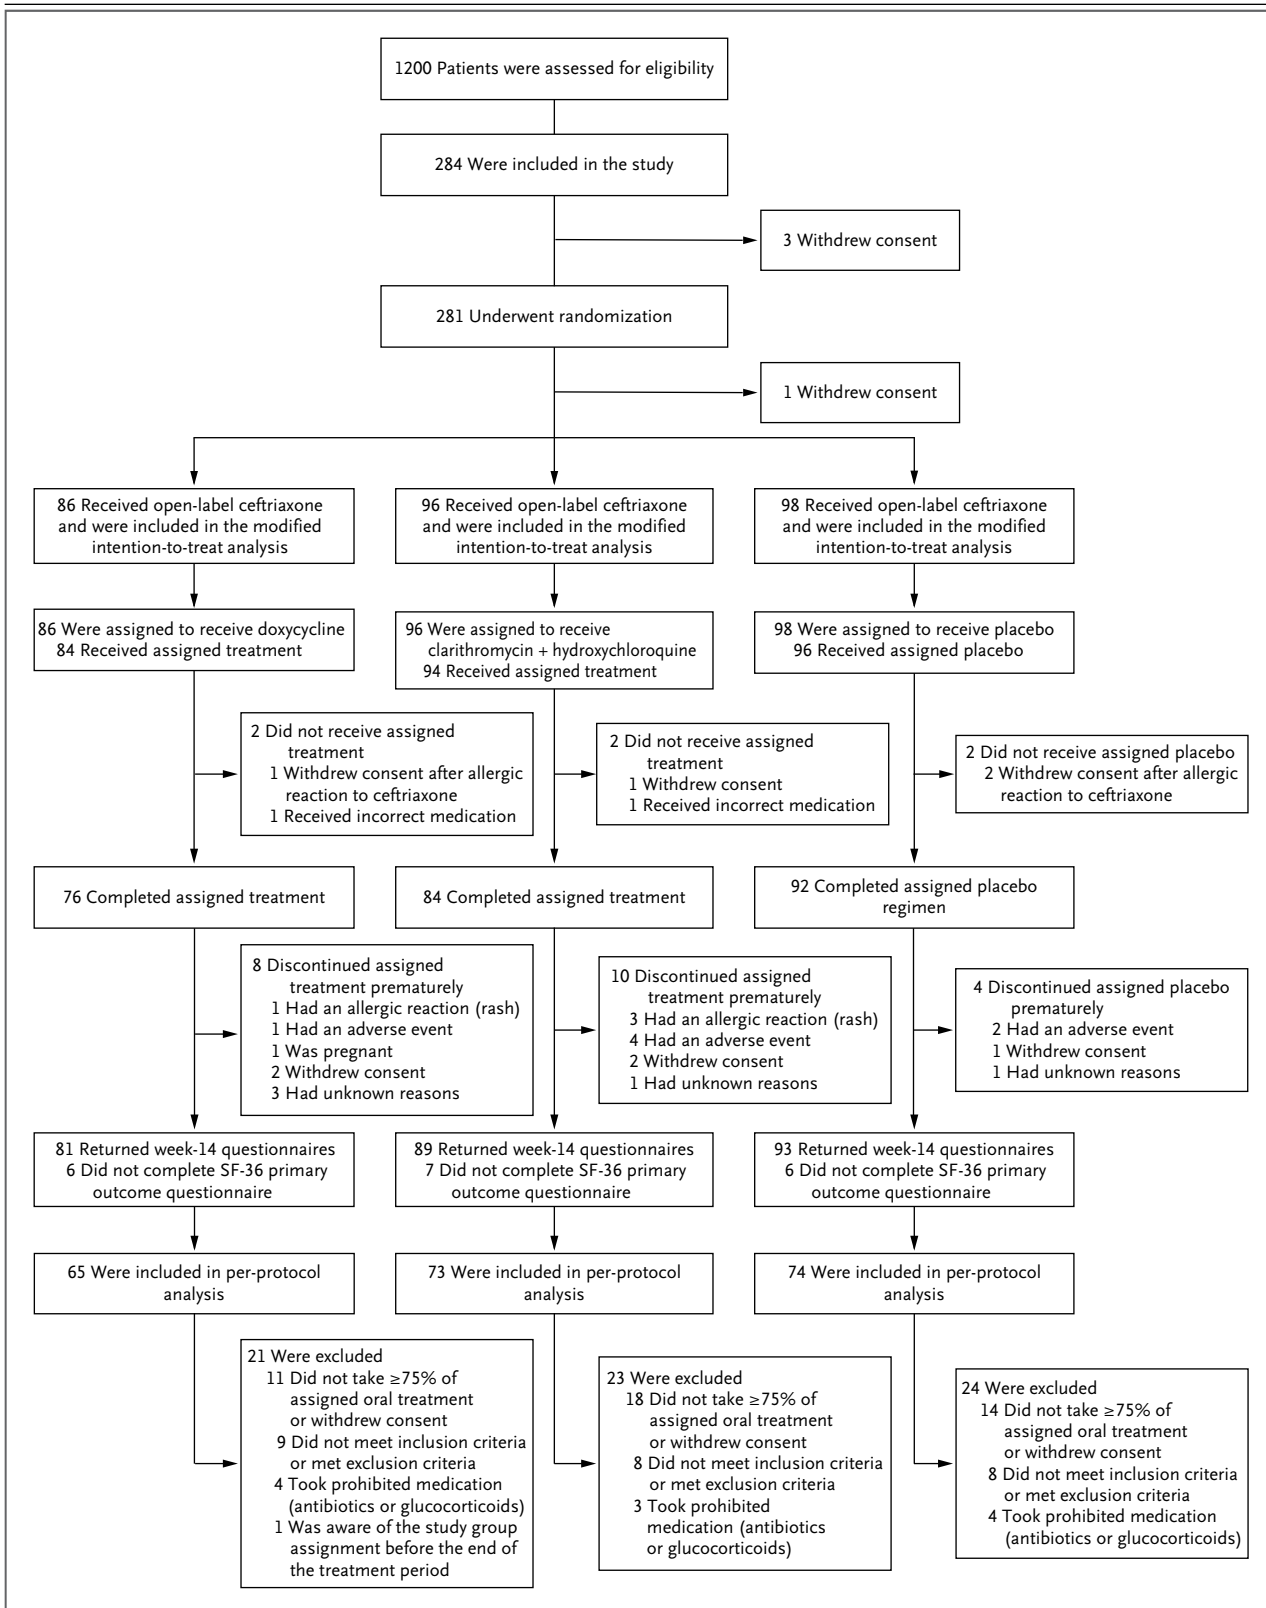 1200 Patients were assessed for eligibility
284 Were included in the study
3 Withdrew consent
281 Underwent randomization
1 Withdrew consent
86 Received open-label ceftriaxone
and were included in the modified
intention-to-treat analysis
96 Received open-label ceftriaxone
and were included in the modified
intention-to-treat analysis
98 Received open-label ceftriaxone
and were included in the modified
intention-to-treat analysis
86 Were assigned to receive doxycycline
84 Received assigned treatment
96 Were assigned to receive
clarithromycin + hydroxychloroquine
94 Received assigned treatment
98 Were assigned to receive placebo
96 Received assigned placebo
2 Did not receive assigned
treatment
1 Withdrew consent after allergic
reaction to ceftriaxone
1 Received incorrect medication
2 Did not receive assigned
treatment
1 Withdrew consent
1 Received incorrect medication
2 Did not receive assigned placebo
2 Withdrew consent after allergic
reaction to ceftriaxone
76 Completed assigned treatment
84 Completed assigned treatment
92 Completed assigned placebo
regimen
8 Discontinued assigned
treatment prematurely
1 Had an allergic reaction (rash)
1 Had an adverse event
1 Was pregnant
2 Withdrew consent
3 Had unknown reasons
10 Discontinued assigned
treatment prematurely
3 Had an allergic reaction (rash)
4 Had an adverse event
2 Withdrew consent
1 Had unknown reasons
4 Discontinued assigned placebo
prematurely
2 Had an adverse event
1 Withdrew consent
1 Had unknown reasons
81 Returned week-14 questionnaires
6 Did not complete SF-36 primary
outcome questionnaire
89 Returned week-14 questionnaires
7 Did not complete SF-36 primary
outcome questionnaire
93 Returned week-14 questionnaires
6 Did not complete SF-36 primary
outcome questionnaire
65 Were included in per-protocol
analysis
73 Were included in per-protocol
analysis
74 Were included in per-protocol
analysis
21 Were excluded
11 Did not take ≥75% of
assigned oral treatment
or withdrew consent
9 Did not meet inclusion criteria
or met exclusion criteria
4 Took prohibited medication
(antibiotics or glucocorticoids)
1 Was aware of the study group
assignment before the end of
the treatment period
23 Were excluded
18 Did not take ≥75% of
assigned oral treatment
or withdrew consent
8 Did not meet inclusion criteria
or met exclusion criteria
3 Took prohibited
medication (antibiotics
or glucocorticoids)
24 Were excluded
14 Did not take ≥75% of
assigned oral treatment
or withdrew consent
8 Did not meet inclusion criteria
or met exclusion criteria
4 Took prohibited medication
(antibiotics or glucocorticoids)